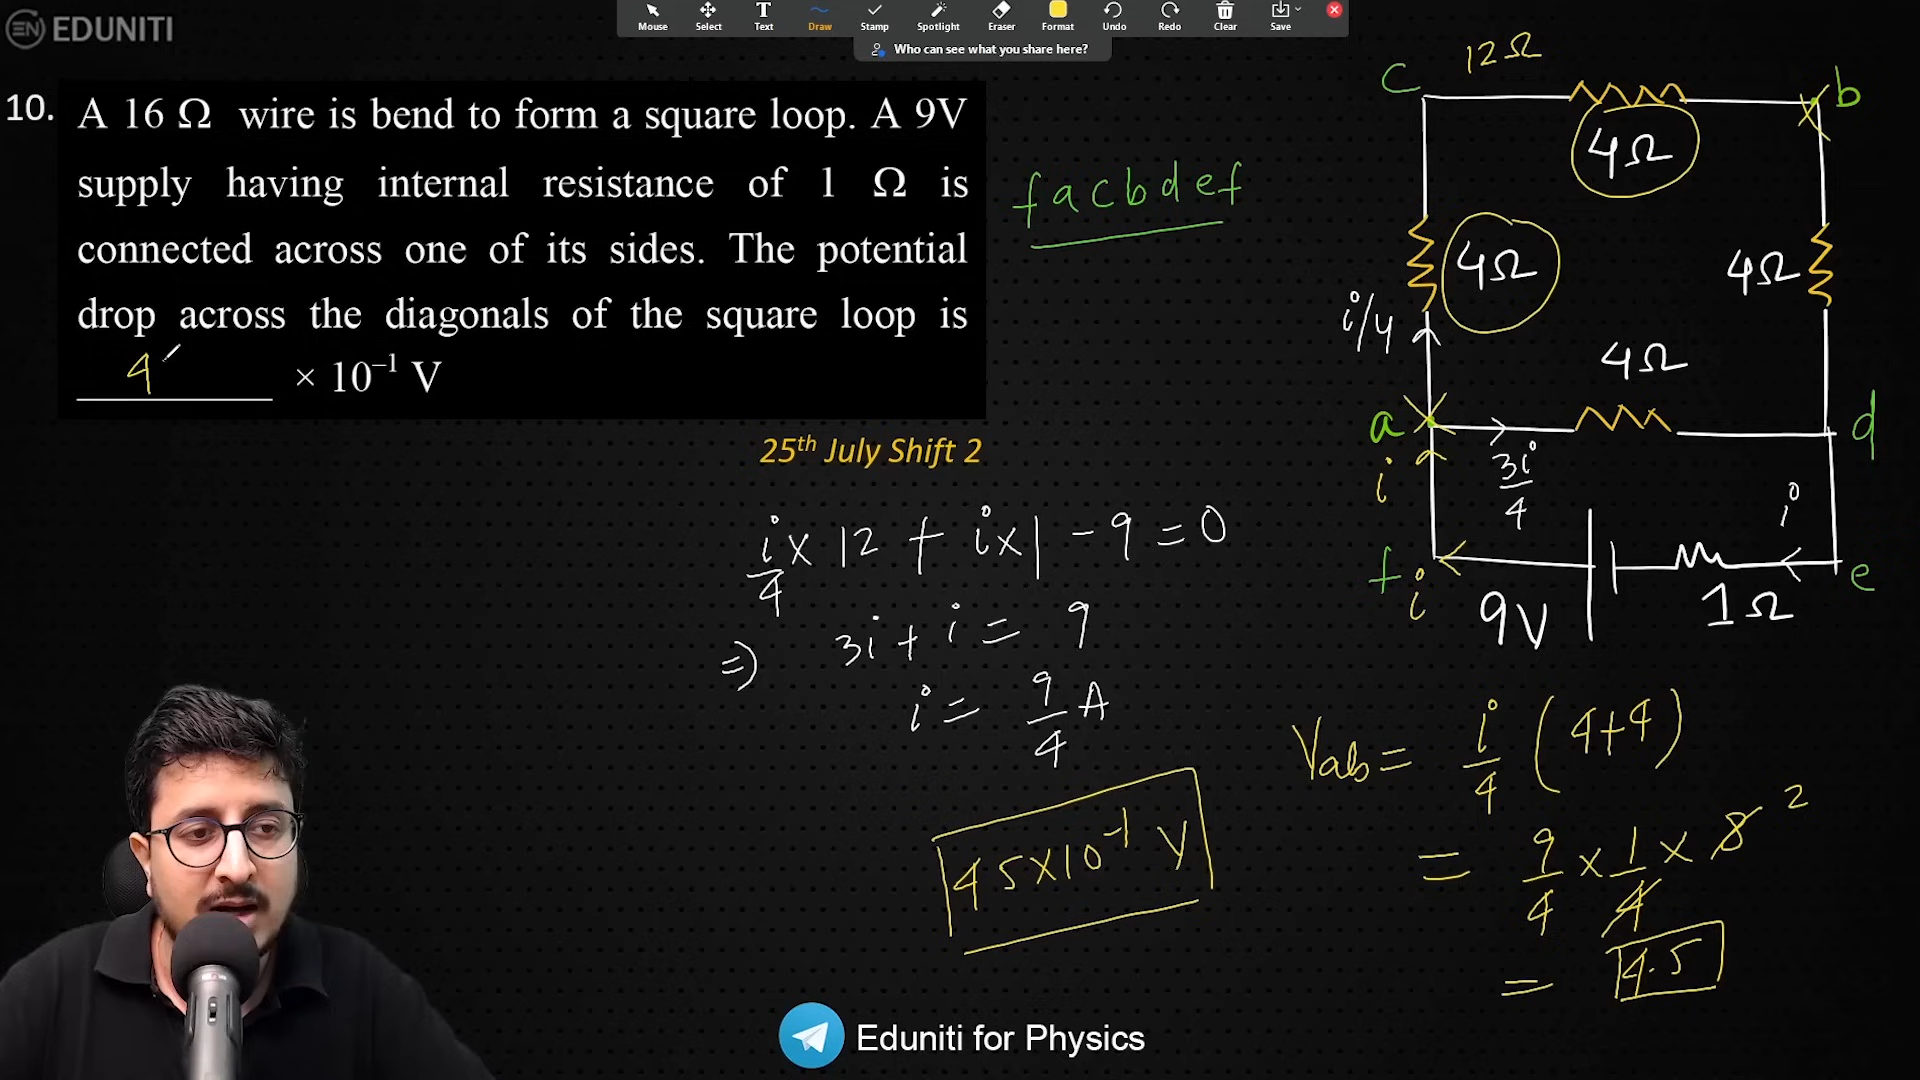 EN EDUNITI
Mouse Select Text Draw Stamp Spotlight Eraser Format Undo Redo Clear Save
Who can see what you share here?
10. A 16 Ω wire is bend to form a square loop. A 9V
supply having internal resistance of 1 Ω is
connected across one of its sides. The potential
drop across the diagonals of the square loop is
4 × 10⁻¹ V
25th July Shift 2
facbdef
i/4 × 12 + i×1 - 9 = 0
⇒ 3i + i = 9
i = 9/4 A
45×10⁻¹ V
c 12Ω b
4Ω
4Ω 4Ω
i/4
4Ω
a d
i 3i/4 i
f e
i 9V 1Ω
Vab = i/4 (4+4)
= 9/4 × 1/4 × 8 2
= 4.5
Eduniti for Physics